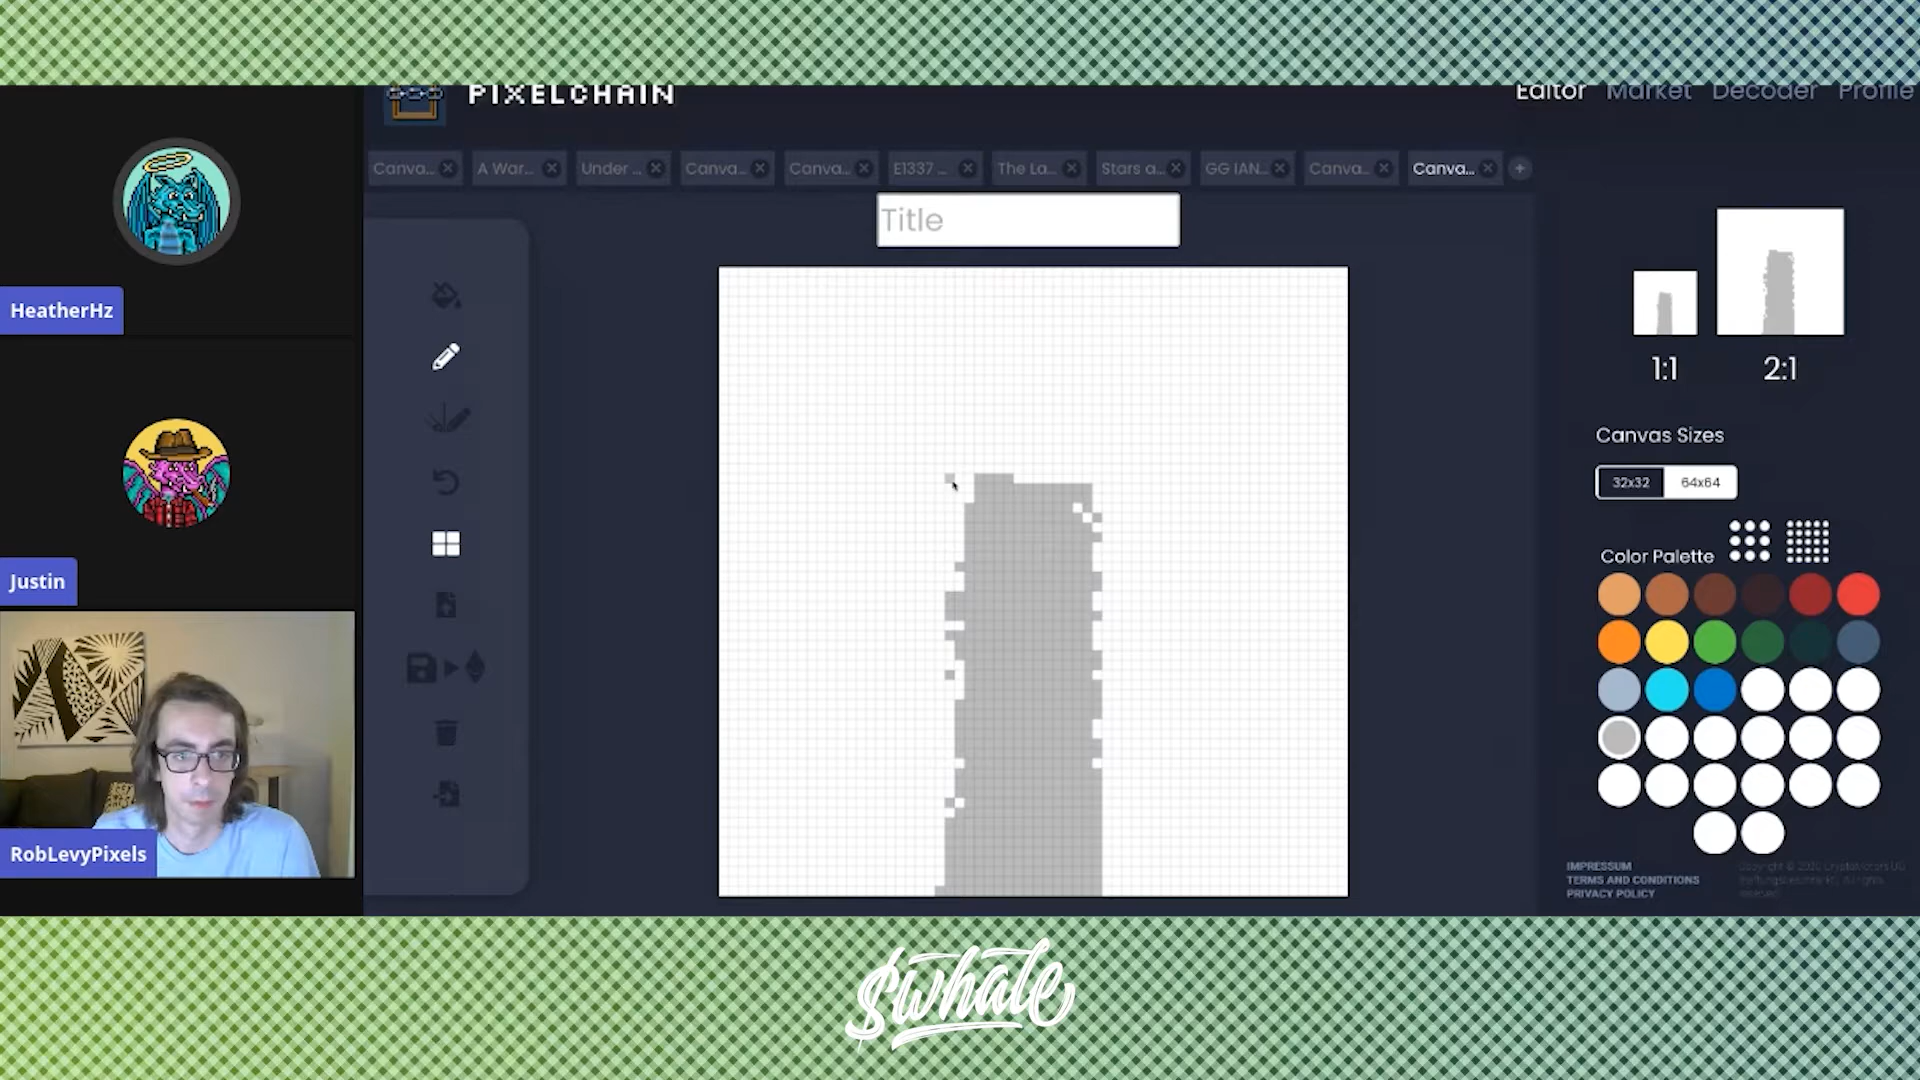 PIXELCHAIN
Editor Market Decoder Profile
Canva... A War... Under ... Canva... Canva... E1337 ... The La... Stars a... GG IAN... Canva... Canva...
Title
HeatherHz
Justin
RobLevyPixels
1:1 2:1
Canvas Sizes
32x32 64x64
Color Palette
IMPRESSUM
TERMS AND CONDITIONS
PRIVACY POLICY
$whale